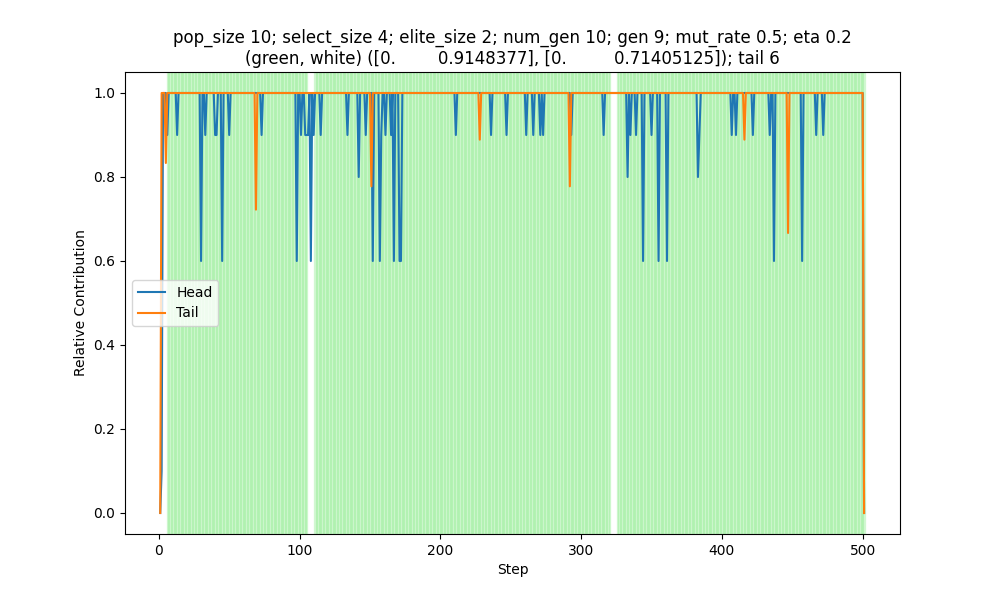 pop_size 10; select_size 4; elite_size 2; num_gen 10; gen 9; mut_rate 0.5; eta 0.2
(green, white) ([0.         0.9148377], [0.          0.71405125]); tail 6
1.0
0.8
0.6
0.4
0.2
0.0
Relative Contribution
Head
Tail
0
100
200
300
400
500
Step